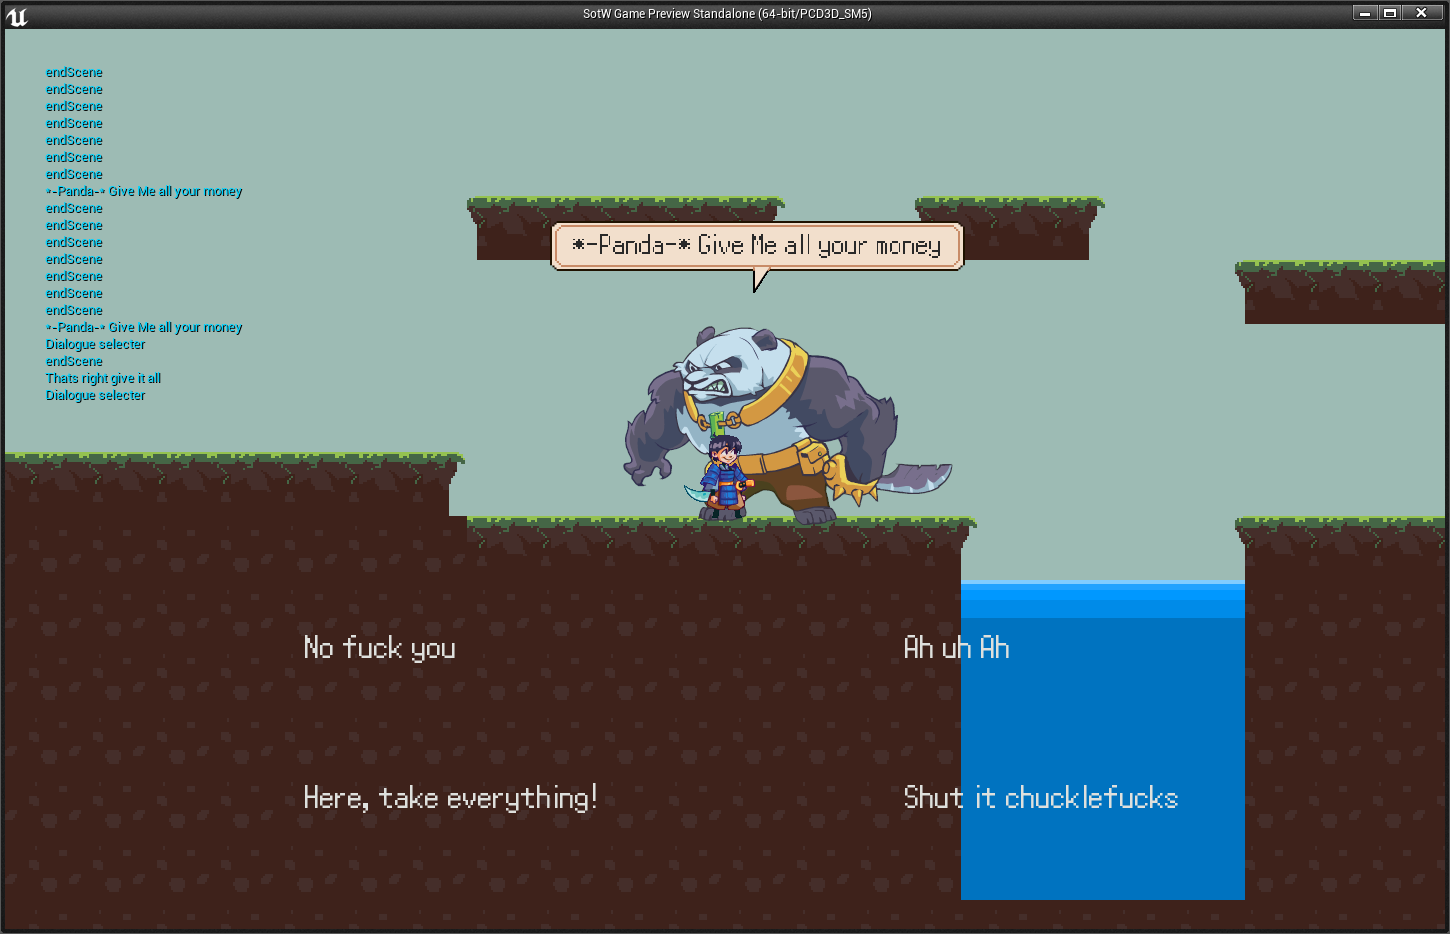 SotW Game Preview Standalone (64-bit/PCD3D_SM5)
endScene
endScene
endScene
endScene
endScene
endScene
endScene
*-Panda-* Give Me all your money
endScene
endScene
endScene
endScene
endScene
endScene
endScene
*-Panda-* Give Me all your money
Dialogue selecter
endScene
Thats right give it all
Dialogue selecter
*-Panda-* Give Me all your money
No fuck you
Ah uh Ah
Here, take everything!
Shut it chucklefucks